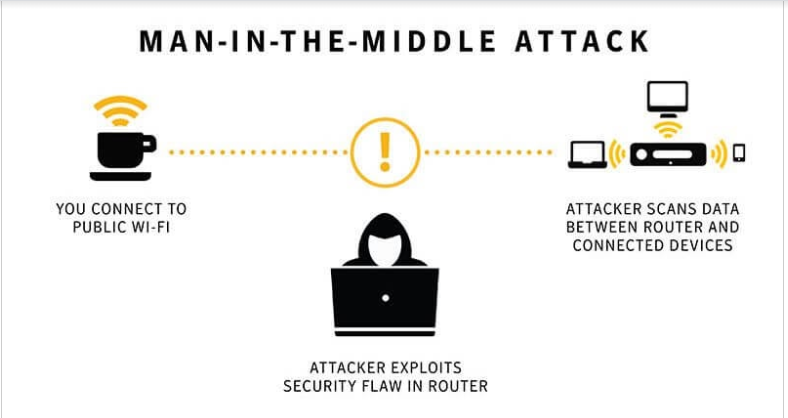 MAN-IN-THE-MIDDLE ATTACK
YOU CONNECT TO
PUBLIC WI-FI
ATTACKER EXPLOITS
SECURITY FLAW IN ROUTER
ATTACKER SCANS DATA
BETWEEN ROUTER AND
CONNECTED DEVICES